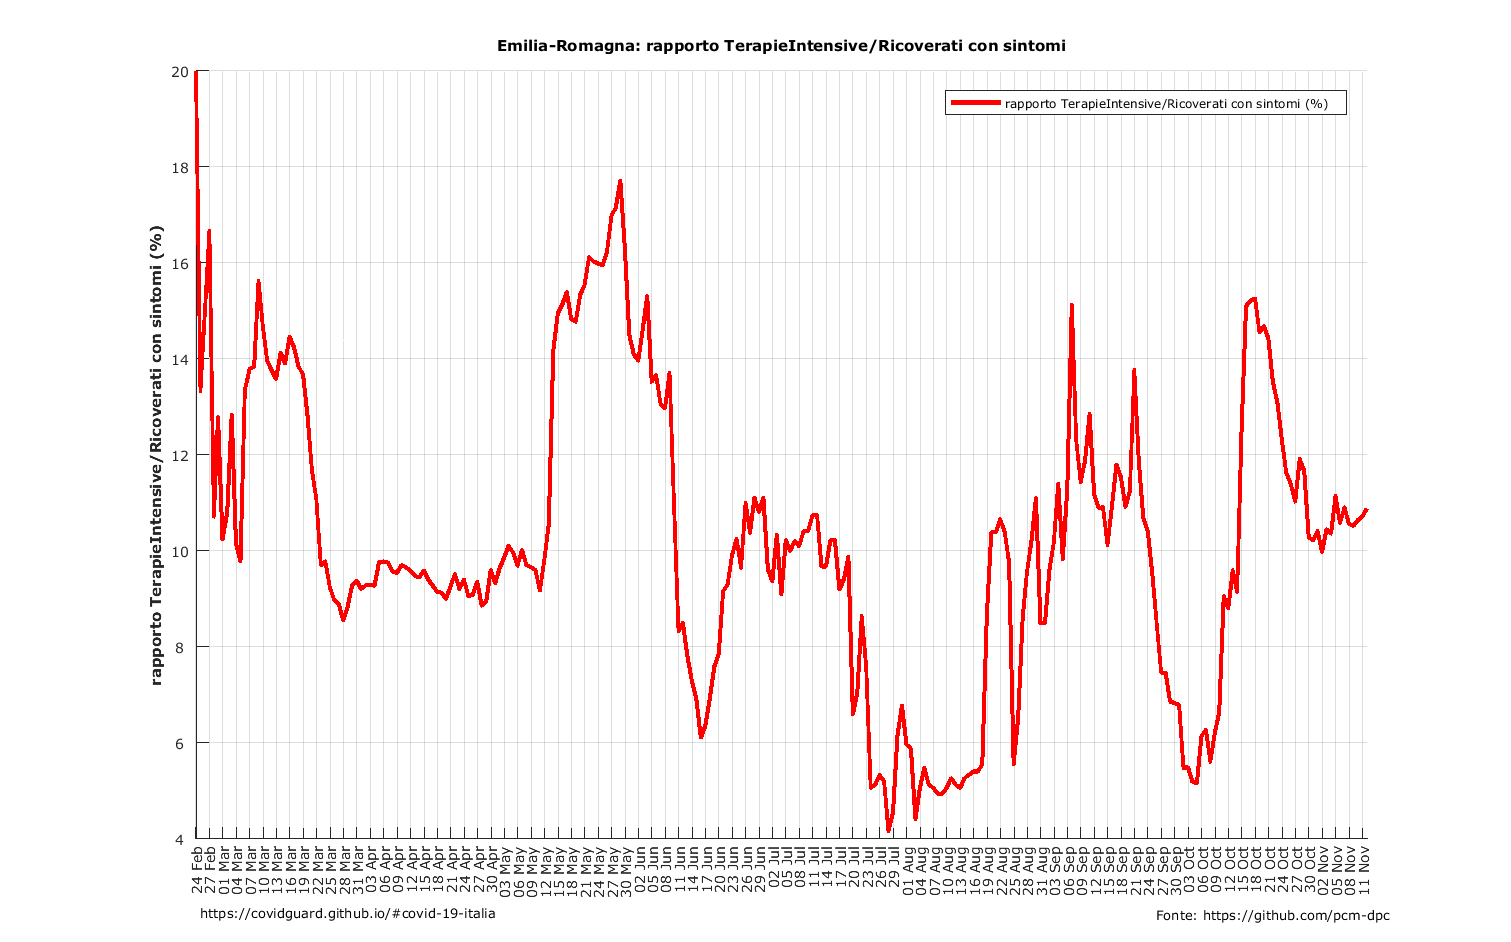 Emilia-Romagna: rapporto TerapieIntensive/Ricoverati con sintomi
rapporto TerapieIntensive/Ricoverati con sintomi (%)
rapporto TerapieIntensive/Ricoverati con sintomi (%)
20
18
16
14
12
10
8
6
4
24 Feb
27 Feb
01 Mar
04 Mar
07 Mar
10 Mar
13 Mar
16 Mar
19 Mar
22 Mar
25 Mar
28 Mar
31 Mar
03 Apr
06 Apr
09 Apr
12 Apr
15 Apr
18 Apr
21 Apr
24 Apr
27 Apr
30 Apr
03 May
06 May
09 May
12 May
15 May
18 May
21 May
24 May
27 May
30 May
02 Jun
05 Jun
08 Jun
11 Jun
14 Jun
17 Jun
20 Jun
23 Jun
26 Jun
29 Jun
02 Jul
05 Jul
08 Jul
11 Jul
14 Jul
17 Jul
20 Jul
23 Jul
26 Jul
29 Jul
01 Aug
04 Aug
07 Aug
10 Aug
13 Aug
16 Aug
19 Aug
22 Aug
25 Aug
28 Aug
31 Aug
03 Sep
06 Sep
09 Sep
12 Sep
15 Sep
18 Sep
21 Sep
24 Sep
27 Sep
30 Sep
03 Oct
06 Oct
09 Oct
12 Oct
15 Oct
18 Oct
21 Oct
24 Oct
27 Oct
30 Oct
02 Nov
05 Nov
08 Nov
11 Nov
https://covidguard.github.io/#covid-19-italia
Fonte: https://github.com/pcm-dpc